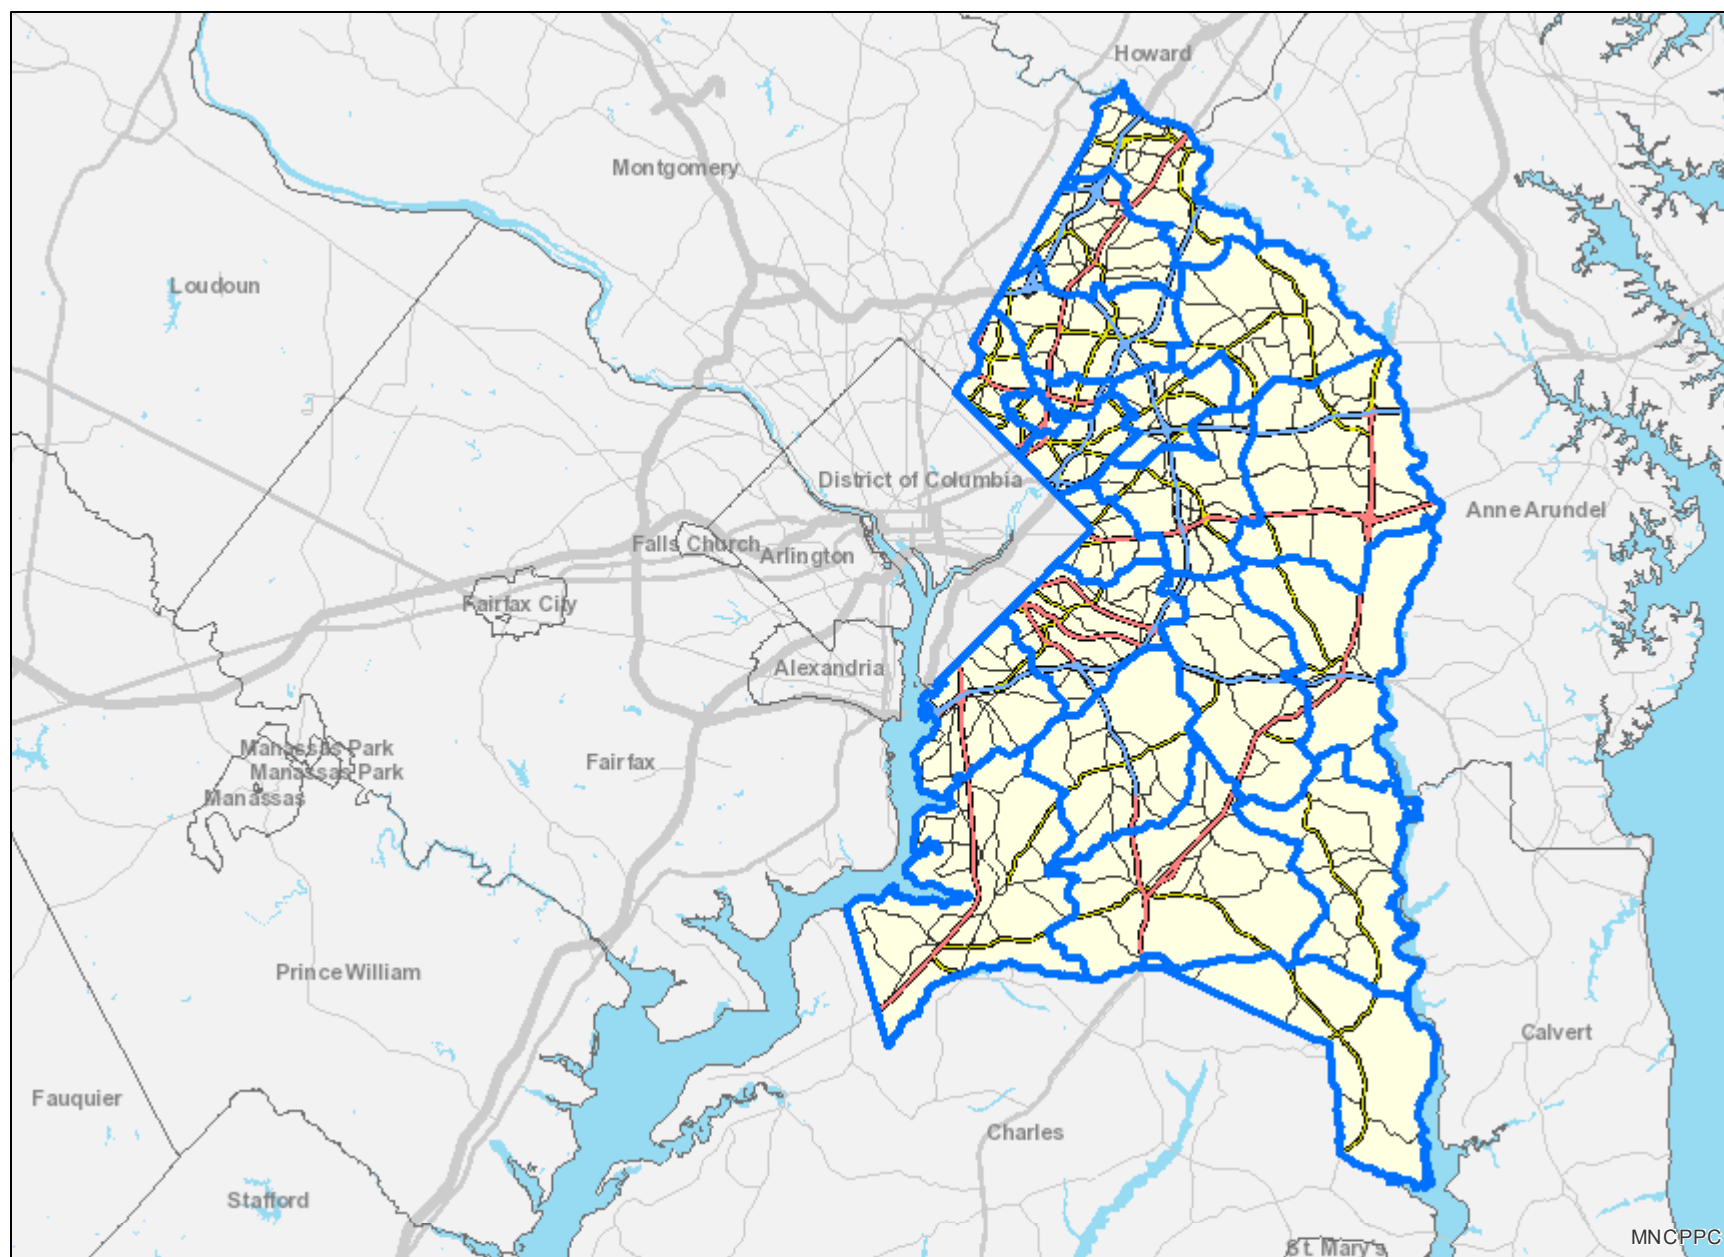 Howard
Montgomery
Loudoun
District of Columbia
Anne Arundel
Falls Church
Arlington
Fairfax City
Alexandria
Manassas Park
Fairfax
Manassas Park
Manassas
Prince William
Calvert
Fauquier
Charles
Stafford
MNCPPC
St. Mary's